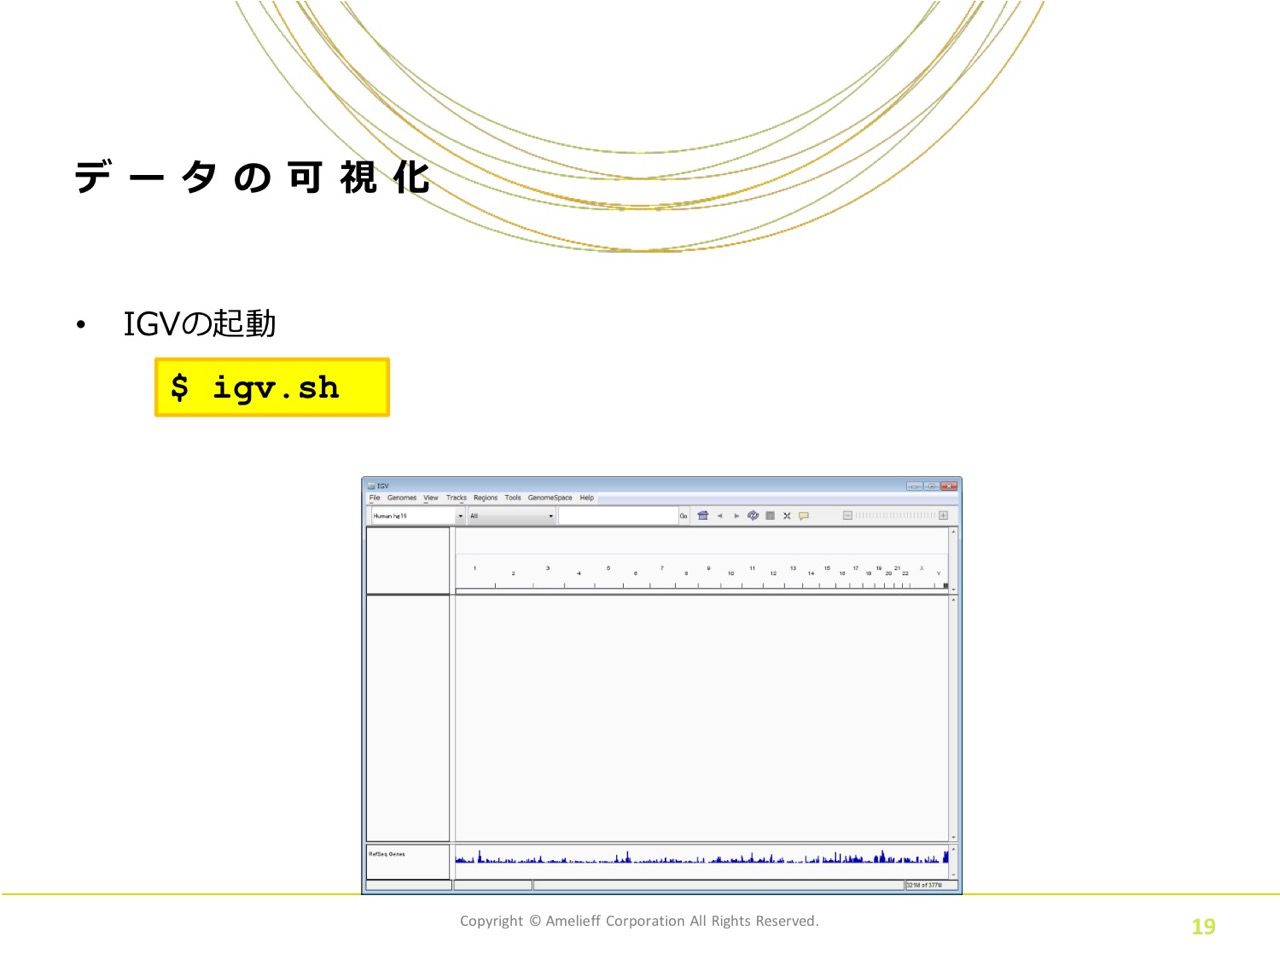 データの可視化
• IGVの起動
$ igv.sh
IGV
File Genomes View Tracks Regions Tools GenomeSpace Help
Human hg19 All Go
1 2 3 4 5 6 7 8 9 10 11 12 13 14 15 16 17 18 19 20 21 22 X Y
RefSeq Genes
321M of 377M
Copyright © Amelieff Corporation All Rights Reserved.
19